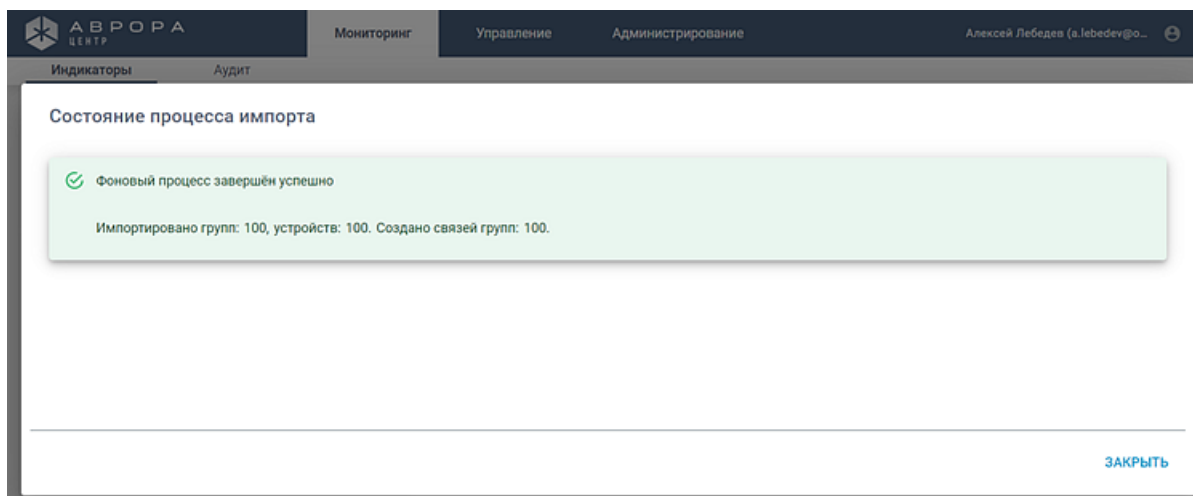 АВРОРА
ЦЕНТР
Мониторинг Управление Администрирование Алексей Лебедев (a.lebedev@o...
Индикаторы Аудит
Состояние процесса импорта
Фоновый процесс завершён успешно
Импортировано групп: 100, устройств: 100. Создано связей групп: 100.
ЗАКРЫТЬ